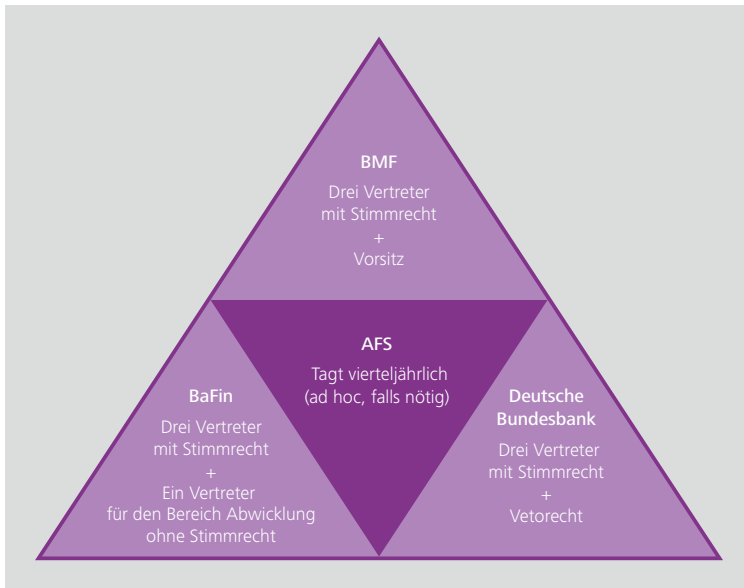 BMF
Drei Vertreter
mit Stimmrecht
+
Vorsitz
AFS
Tagt vierteljährlich
(ad hoc, falls nötig)
BaFin
Drei Vertreter
mit Stimmrecht
+
Ein Vertreter
für den Bereich Abwicklung
ohne Stimmrecht
Deutsche
Bundesbank
Drei Vertreter
mit Stimmrecht
+
Vetorecht